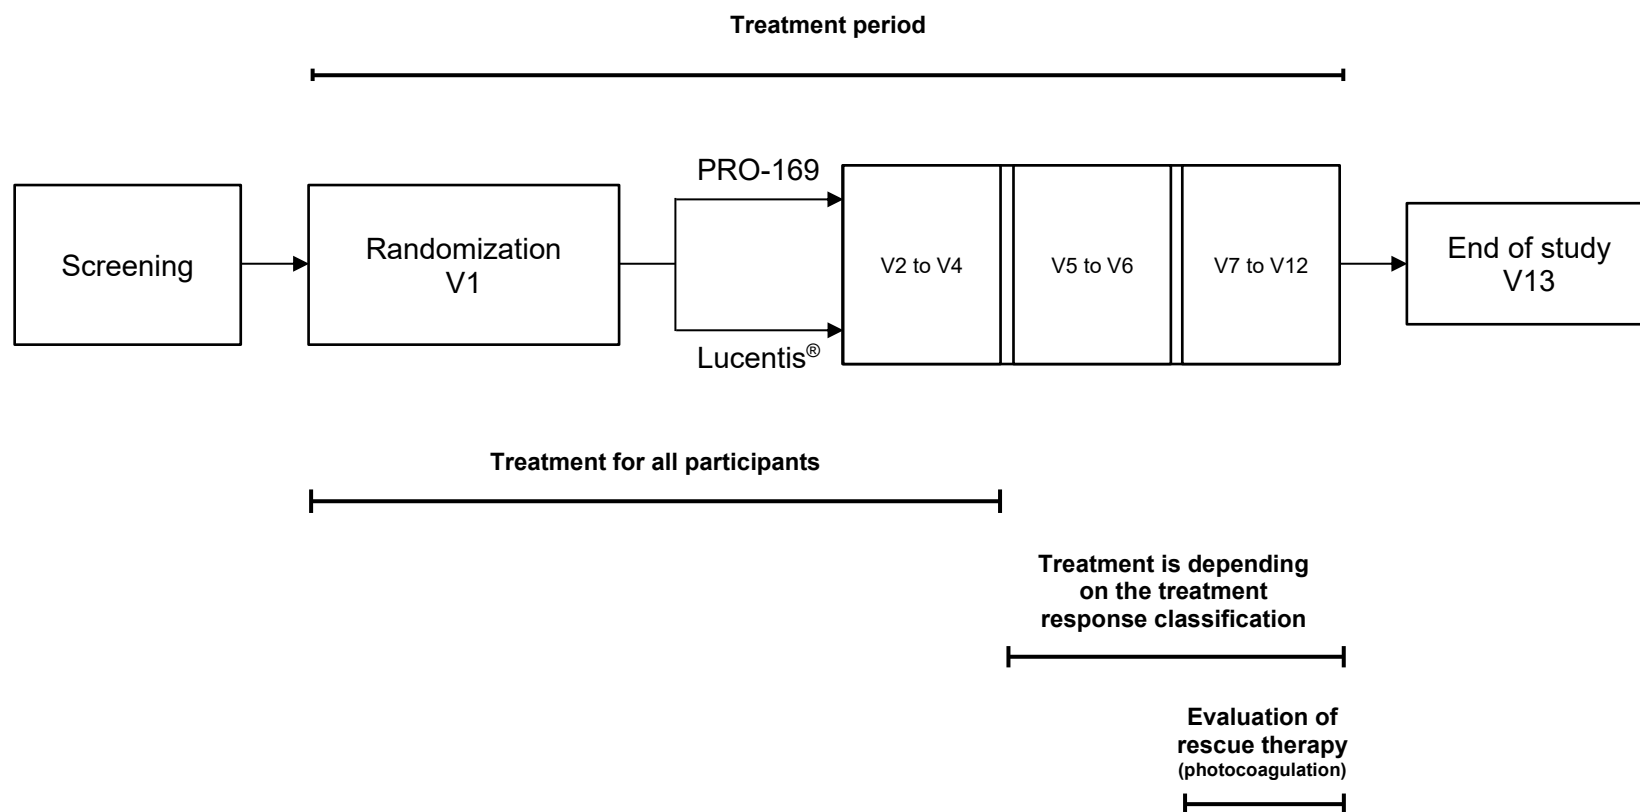 Treatment period
Screening
Randomization
V1
PRO-169
Lucentis®
V2 to V4
V5 to V6
V7 to V12
End of study
V13
Treatment for all participants
Treatment is depending
on the treatment
response classification
Evaluation of
rescue therapy
(photocoagulation)